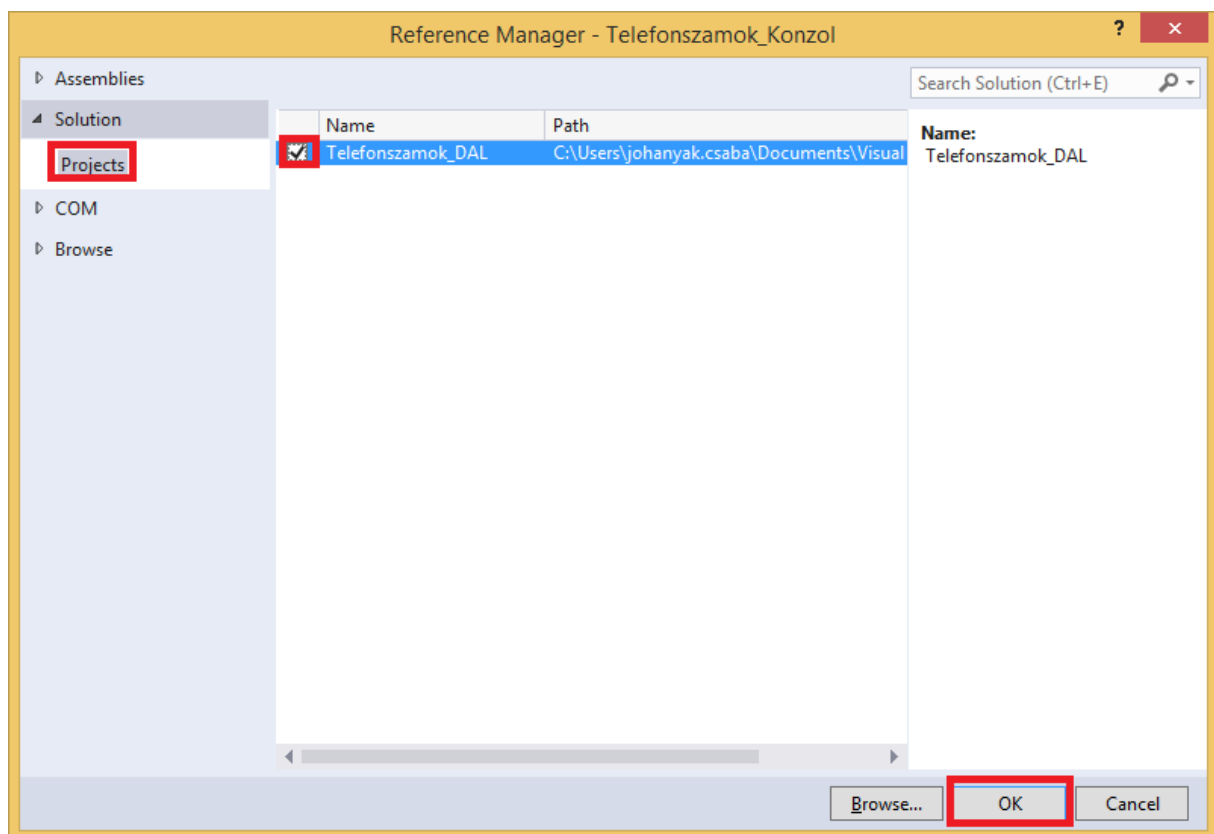 Reference Manager - Telefonszamok_Konzol
?
Assemblies
Solution
Projects
COM
Browse
Search Solution (Ctrl+E)
Name Path
Telefonszamok_DAL C:\Users\johanyak.csaba\Documents\Visual
Name:
Telefonszamok_DAL
Browse... OK Cancel